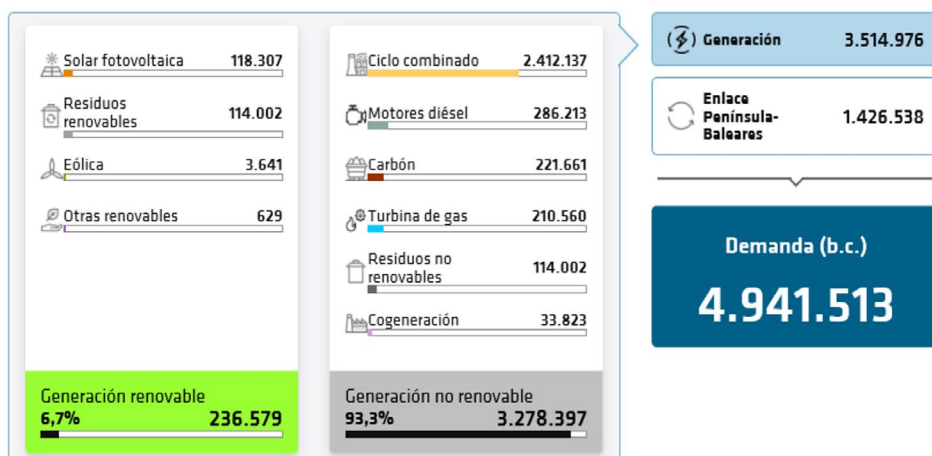 Solar fotovoltaica 118.307
Residuos
renovables 114.002
Eólica 3.641
Otras renovables 629
Generación renovable
6,7% 236.579
Ciclo combinado 2.412.137
Motores diésel 286.213
Carbón 221.661
Turbina de gas 210.560
Residuos no
renovables 114.002
Cogeneración 33.823
Generación no renovable
93,3% 3.278.397
Generación 3.514.976
Enlace
Península-
Baleares 1.426.538
Demanda (b.c.)
4.941.513